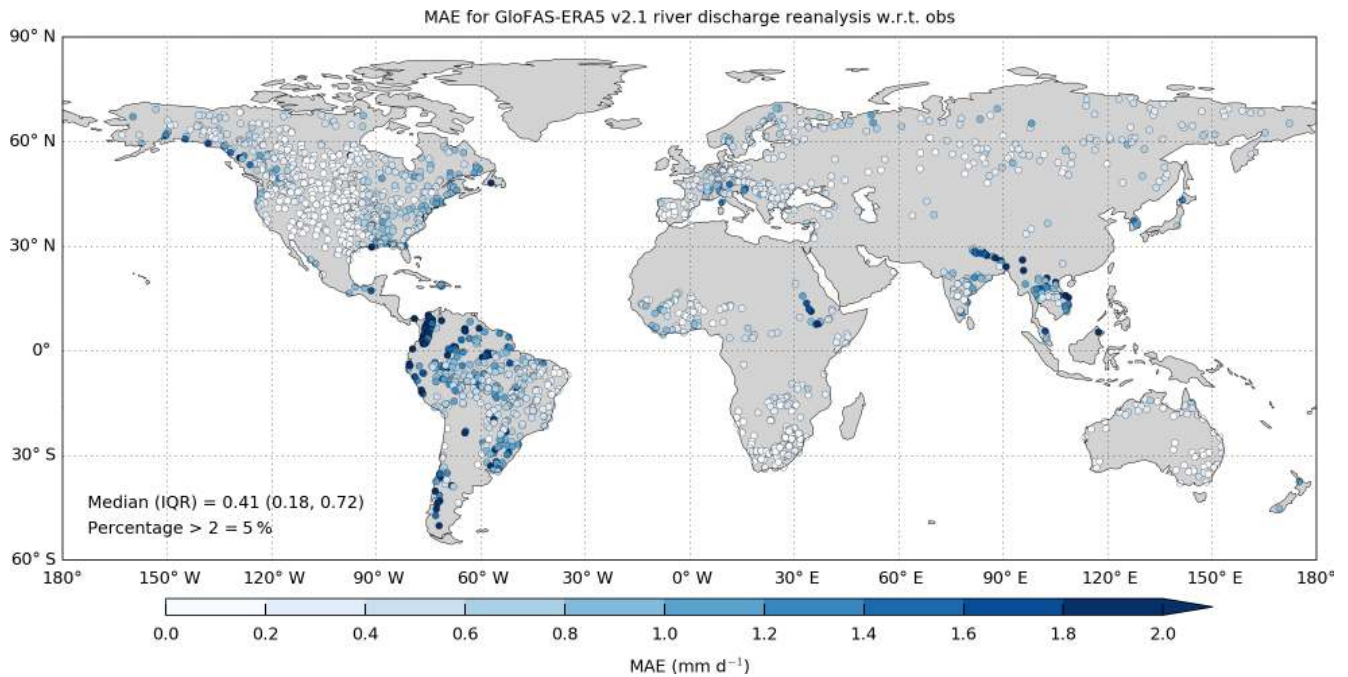 MAE for GloFAS-ERA5 v2.1 river discharge reanalysis w.r.t. obs
90° N
60° N
30° N
0°
30° S
Median (IQR) = 0.41 (0.18, 0.72)
Percentage > 2 = 5 %
60° S
180° 150° W 120° W 90° W 60° W 30° W 0° W 30° E 60° E 90° E 120° E 150° E 180°
0.0 0.2 0.4 0.6 0.8 1.0 1.2 1.4 1.6 1.8 2.0
MAE (mm d⁻¹)